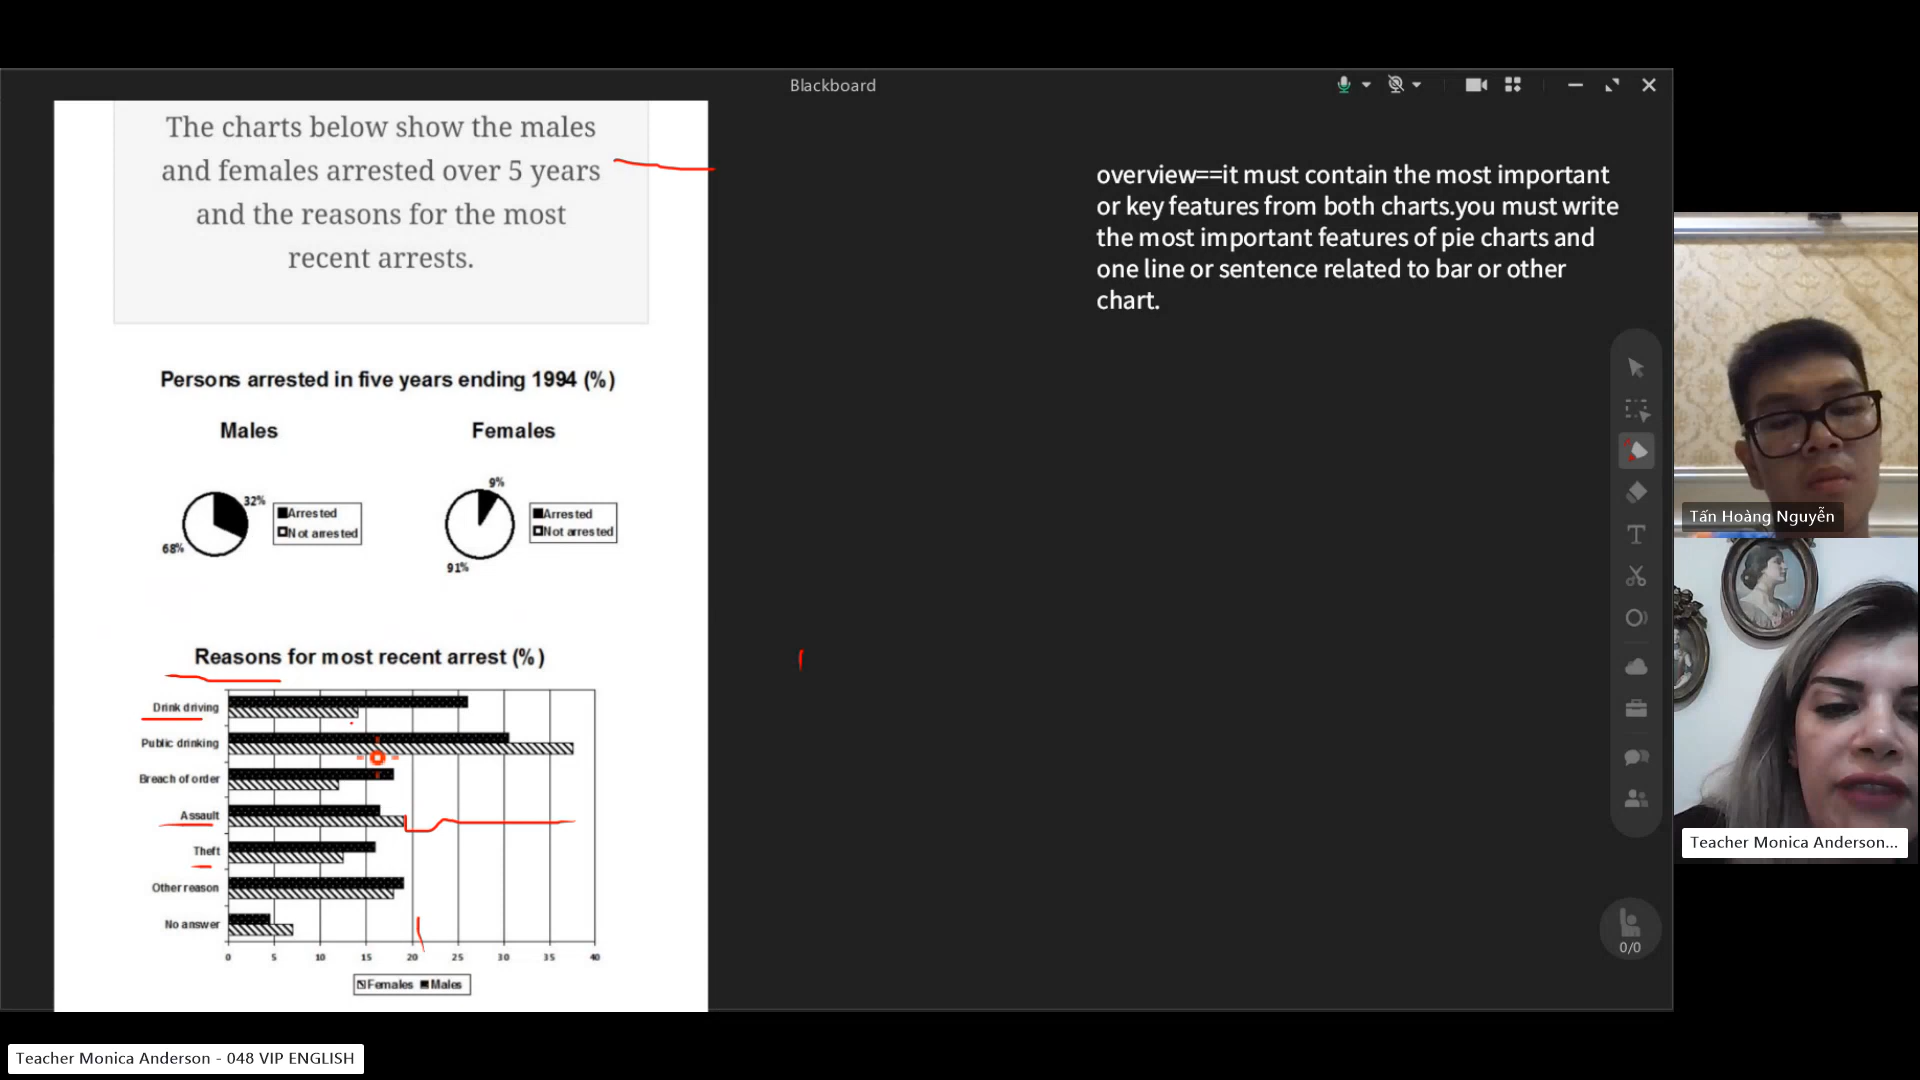 Blackboard
The charts below show the males
and females arrested over 5 years
and the reasons for the most
recent arrests.
overview==it must contain the most important
or key features from both charts.you must write
the most important features of pie charts and
one line or sentence related to bar or other
chart.
Persons arrested in five years ending 1994 (%)
Males
Females
32%
68%
Arrested
Not arrested
9%
91%
Arrested
Not arrested
Reasons for most recent arrest (%)
Drink driving
Public drinking
Breach of order
Assault
Theft
Other reason
No answer
0 5 10 15 20 25 30 35 40
Females Males
T
0/0
Tấn Hoàng Nguyễn
Teacher Monica Anderson...
Teacher Monica Anderson - 048 VIP ENGLISH